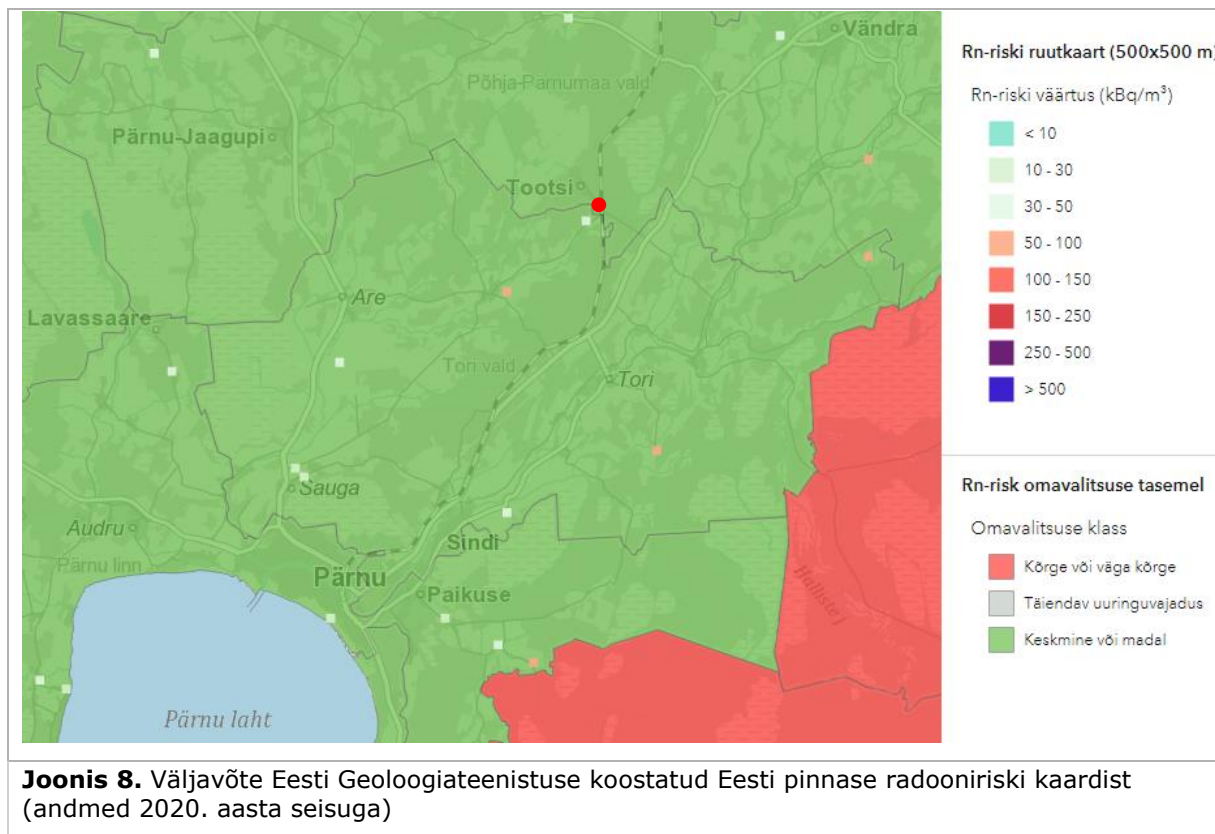 Vändra
Põhja-Pärnumaa vald
Pärnu-Jaagupi
Tootsi
Are
Lavassaare
Tori vald
Tori
Sauga
Audru
Sindi
Pärnu linn
Pärnu
Paikuse
Halliste j
Pärnu laht
Rn-riski ruutkaart (500x500 m)
Rn-riski väärtus (kBq/m³)
< 10
10 - 30
30 - 50
50 - 100
100 - 150
150 - 250
250 - 500
> 500
Rn-risk omavalitsuse tasemel
Omavalitsuse klass
Kõrge või väga kõrge
Täiendav uuringuvajadus
Keskmine või madal
Joonis 8. Väljavõte Eesti Geoloogiateenistuse koostatud Eesti pinnase radooniriski kaardist
(andmed 2020. aasta seisuga)